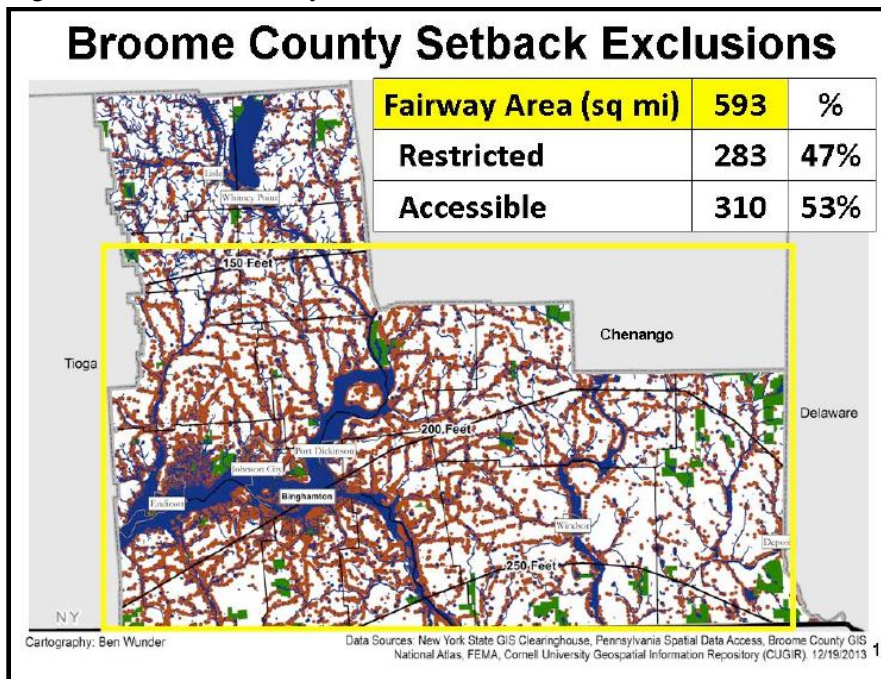 Broome County Setback Exclusions
Fairway Area (sq mi) 593 %
Restricted 283 47%
Accessible 310 53%
Lisle
Whitney Point
150 Feet
Chenango
Tioga
Delaware
200 Feet
Port Dickinson
Johnson City
Binghamton
Endicott
Windsor
Depos
250 Feet
NY
Cartography: Ben Wunder
Data Sources: New York State GIS Clearinghouse, Pennsylvania Spatial Data Access, Broome County GIS
National Atlas, FEMA, Cornell University Geospatial Information Repository (CUGIR). 12/19/2013 1